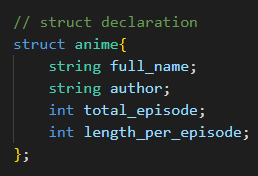 // struct declaration
struct anime{
    string full_name;
    string author;
    int total_episode;
    int length_per_episode;
};